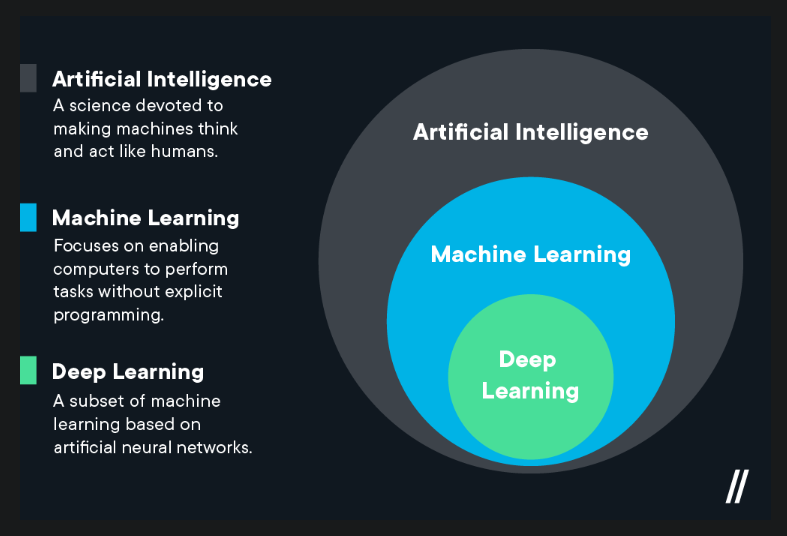 Artificial Intelligence
A science devoted to
making machines think
and act like humans.
Machine Learning
Focuses on enabling
computers to perform
tasks without explicit
programming.
Deep Learning
A subset of machine
learning based on
artificial neural networks.
Artificial Intelligence
Machine Learning
Deep
Learning
//